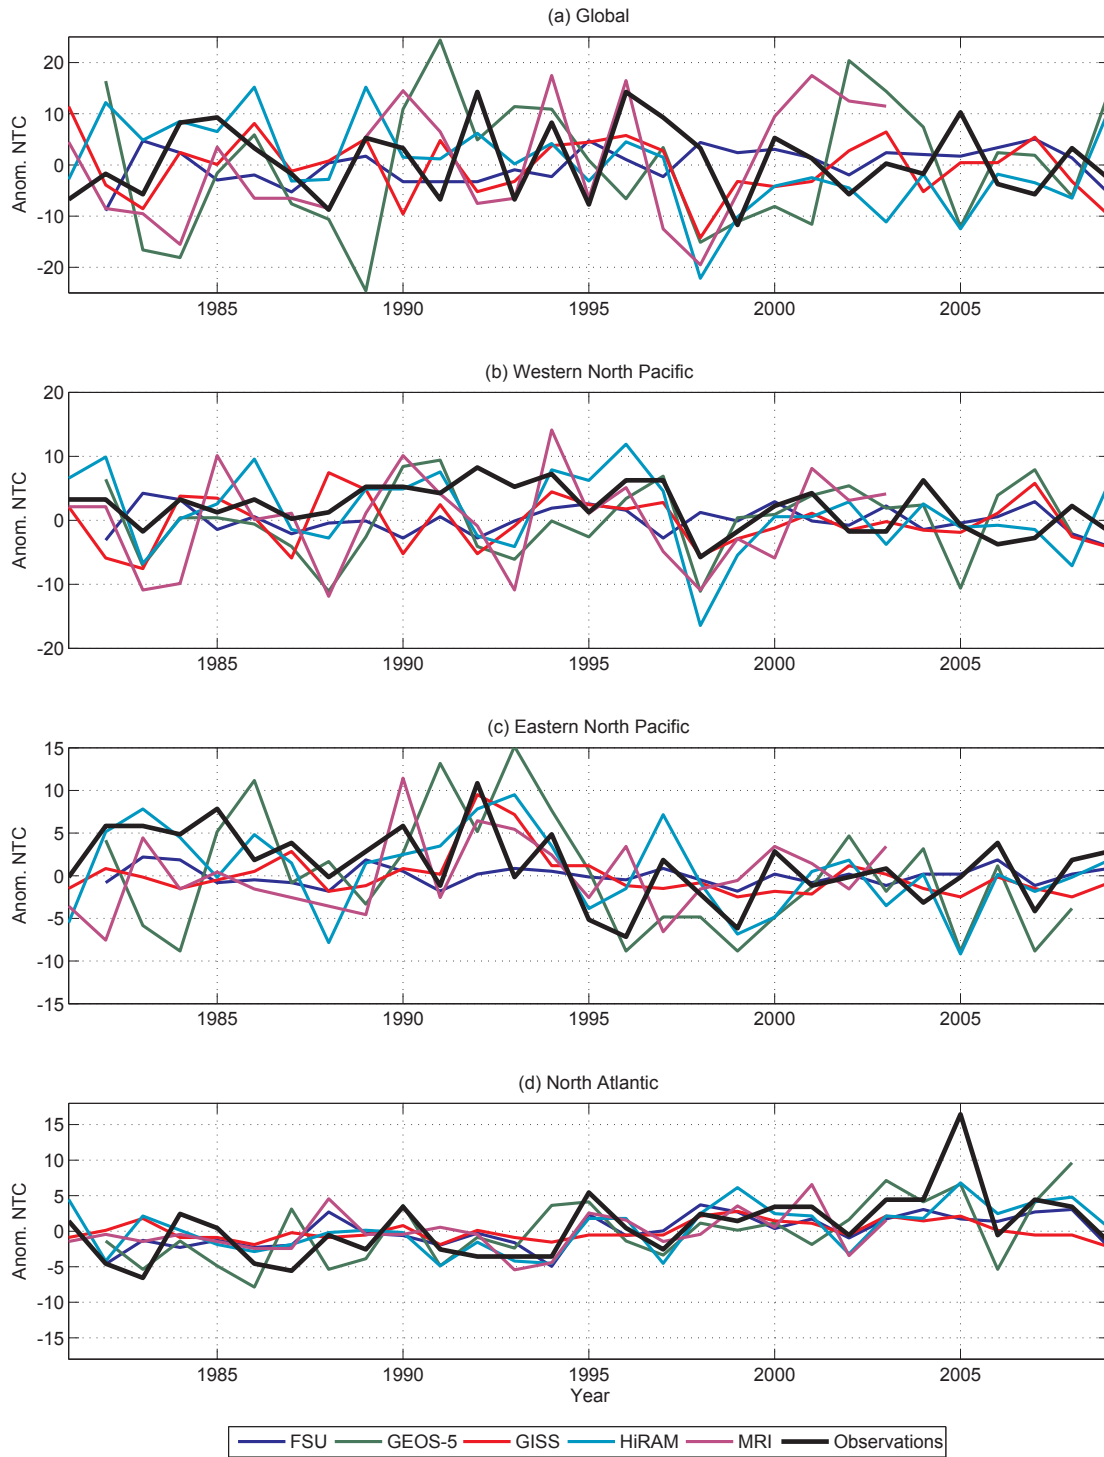 (a) Global
Anom. NTC
20
10
0
-10
-20
1985 1990 1995 2000 2005
(b) Western North Pacific
Anom. NTC
20
10
0
-10
-20
1985 1990 1995 2000 2005
(c) Eastern North Pacific
Anom. NTC
15
10
5
0
-5
-10
-15
1985 1990 1995 2000 2005
(d) North Atlantic
Anom. NTC
15
10
5
0
-5
-10
-15
1985 1990 1995 2000 2005
Year
FSU GEOS-5 GISS HiRAM MRI Observations